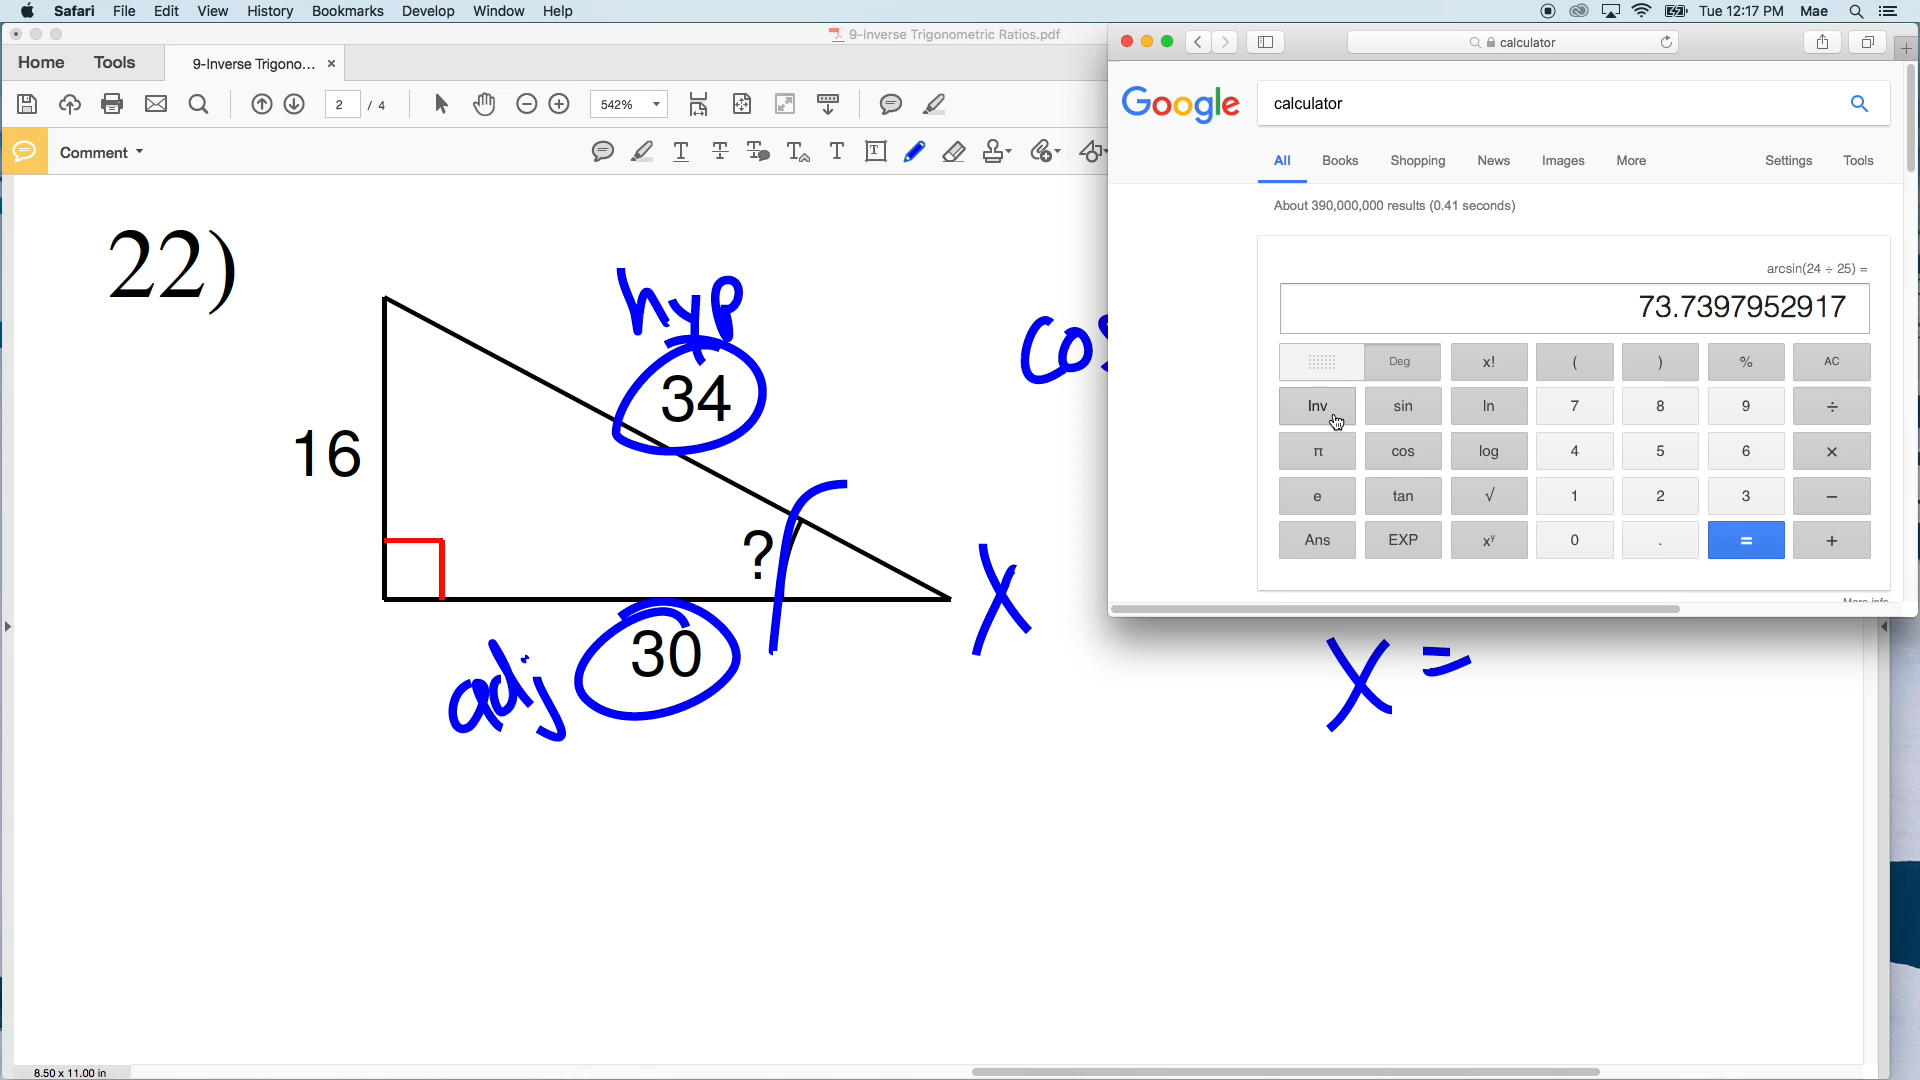 Safari File Edit View History Bookmarks Develop Window Help Tue 12:17 PM Mae
9-Inverse Trigonometric Ratios.pdf
Home Tools 9-Inverse Trigono... ×
2 / 4 542%
Comment
22)
hyp
34
16
?
30
adj
x
cos
x =
8.50 x 11.00 in
calculator
Google calculator
All Books Shopping News Images More Settings Tools
About 390,000,000 results (0.41 seconds)
arcsin(24 ÷ 25) =
73.7397952917
Deg x! ( ) % AC
Inv sin ln 7 8 9 ÷
π cos log 4 5 6 ×
e tan √ 1 2 3 −
Ans EXP xʸ 0 . = +